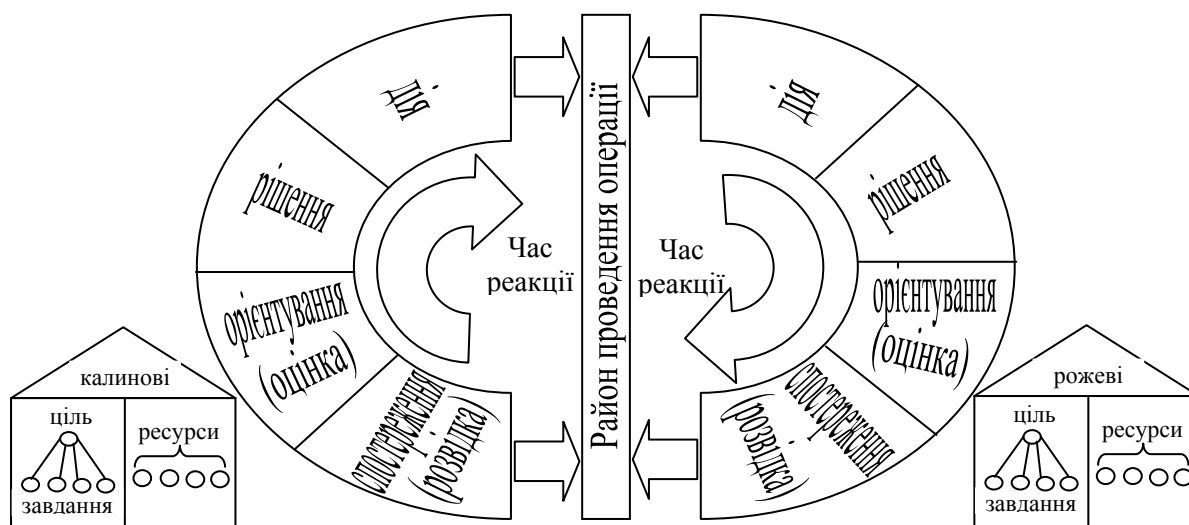 дія
рішення
орієнтування
(оцінка)
спостереження
(розвідка)
Час
реакції
калинові
ціль
завдання
ресурси
Район проведення операції
дія
рішення
орієнтування
(оцінка)
спостереження
(розвідка)
Час
реакції
рожеві
ціль
завдання
ресурси